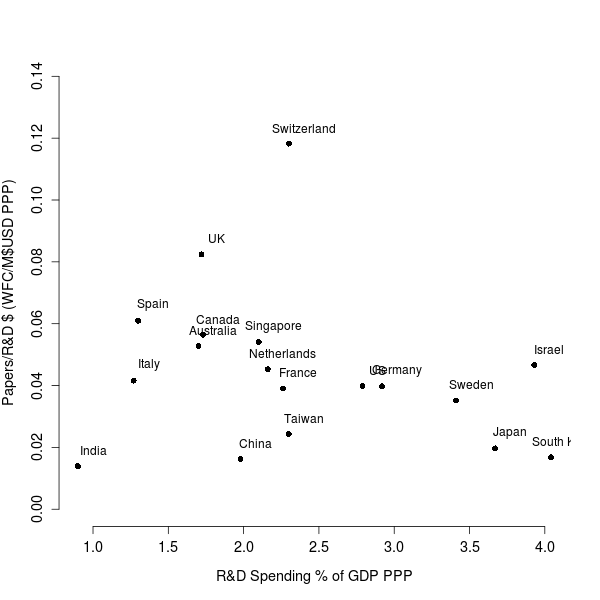 0.14
0.12
0.10
0.08
0.06
0.04
0.02
0.00
Papers/R&D $ (WFC/M$USD PPP)
Switzerland
UK
Spain
Canada
Singapore
Australia
Netherlands
Israel
Italy
France
US
Germany
Sweden
Taiwan
Japan
China
South K
India
1.0 1.5 2.0 2.5 3.0 3.5 4.0
R&D Spending % of GDP PPP